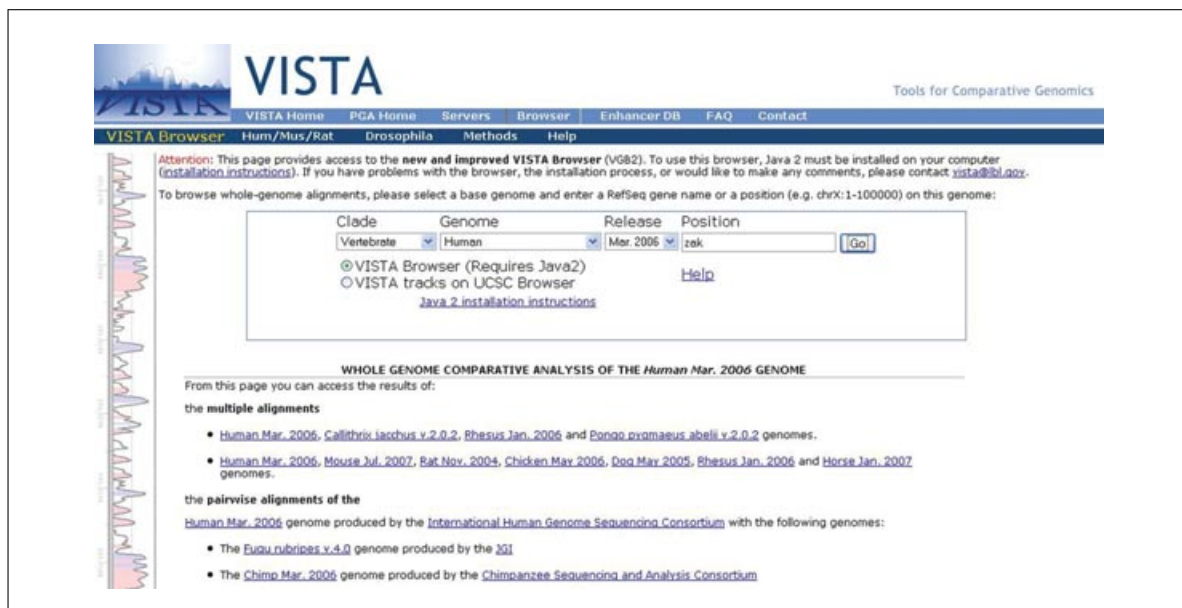 VISTA
VISTA
Tools for Comparative Genomics
VISTA Home PGA Home Servers Browser Enhancer DB FAQ Contact
VISTA Browser Hum/Mus/Rat Drosophila Methods Help
Attention: This page provides access to the new and improved VISTA Browser (VGB2). To use this browser, Java 2 must be installed on your computer
(installation instructions). If you have problems with the browser, the installation process, or would like to make any comments, please contact vista@lbl.gov.
To browse whole-genome alignments, please select a base genome and enter a RefSeq gene name or a position (e.g. chrX:1-100000) on this genome:
Clade Genome Release Position
Vertebrate Human Mar. 2006 zak Go
VISTA Browser (Requires Java2)
Help
VISTA tracks on UCSC Browser
Java 2 installation instructions
WHOLE GENOME COMPARATIVE ANALYSIS OF THE Human Mar. 2006 GENOME
From this page you can access the results of:
the multiple alignments
• Human Mar. 2006, Callithrix jacchus v.2.0.2, Rhesus Jan. 2006 and Pongo pygmaeus abelii v.2.0.2 genomes.
• Human Mar. 2006, Mouse Jul. 2007, Rat Nov. 2004, Chicken May 2006, Dog May 2005, Rhesus Jan. 2006 and Horse Jan. 2007
genomes.
the pairwise alignments of the
Human Mar. 2006 genome produced by the International Human Genome Sequencing Consortium with the following genomes:
• The Fugu rubripes v.4.0 genome produced by the JGI
• The Chimp Mar. 2006 genome produced by the Chimpanzee Sequencing and Analysis Consortium